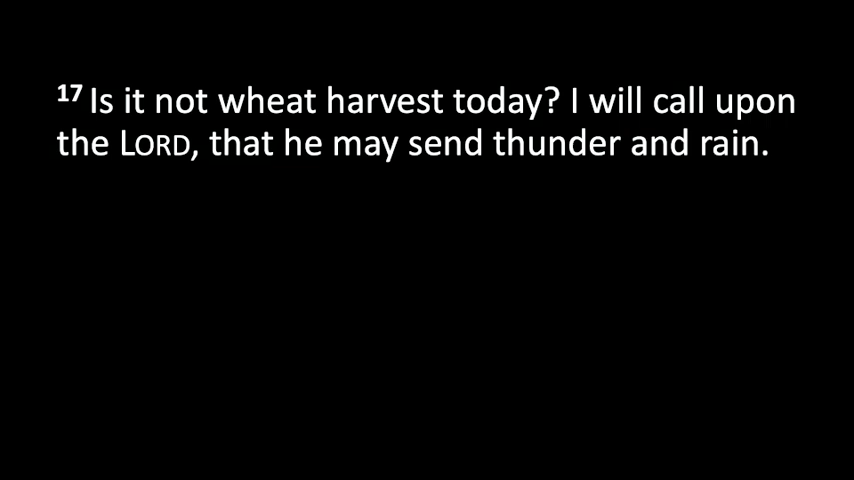 17 Is it not wheat harvest today? I will call upon
the LORD, that he may send thunder and rain.